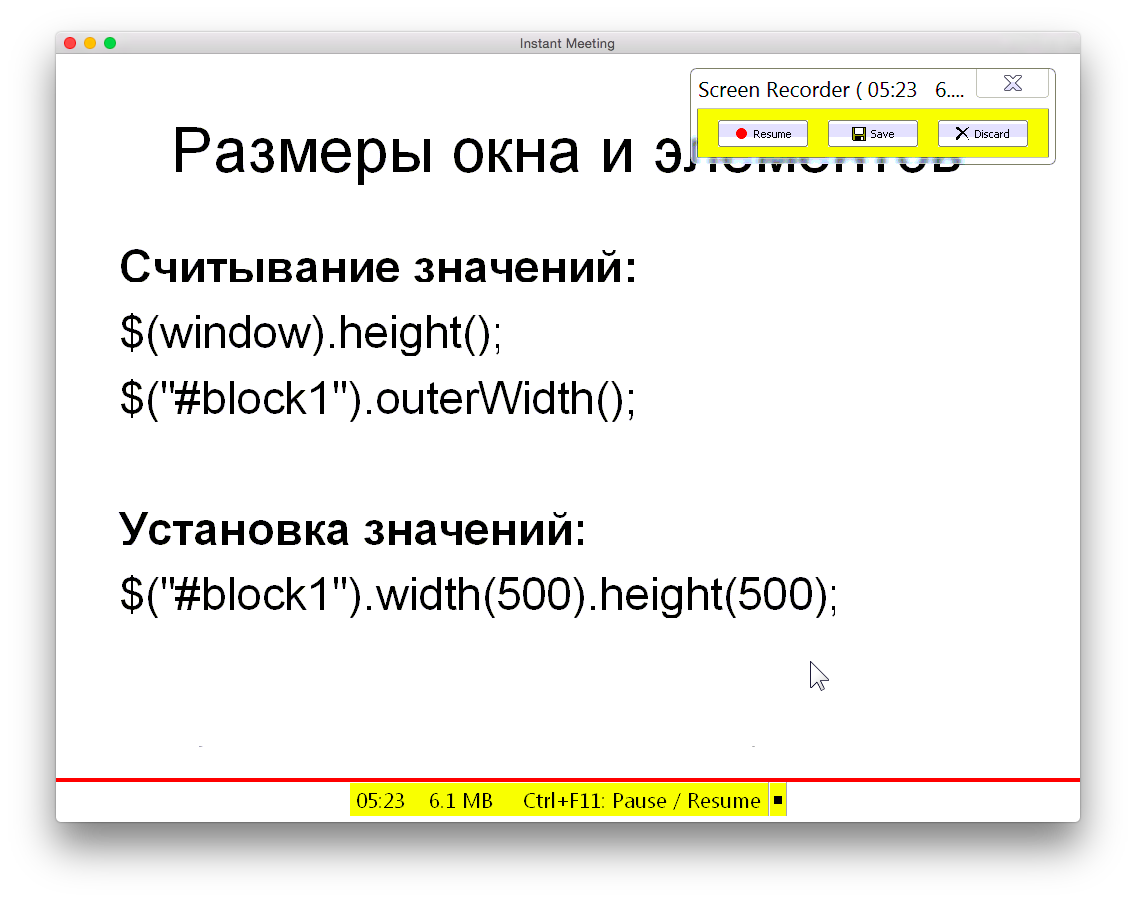 Instant Meeting
Screen Recorder ( 05:23 6....
Resume Save Discard
Размеры окна и элементов
Считывание значений:
$(window).height();
$("#block1").outerWidth();
Установка значений:
$("#block1").width(500).height(500);
05:23 6.1 MB Ctrl+F11: Pause / Resume